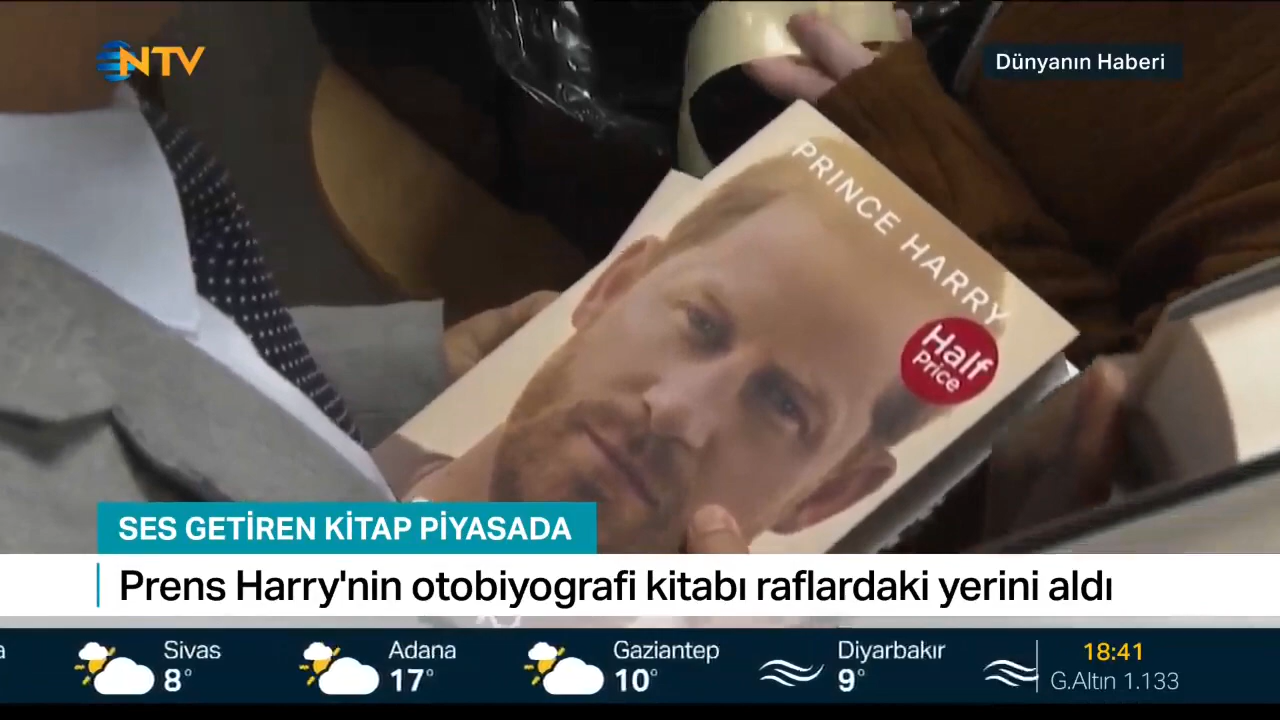 NTV
Dünyanın Haberi
PRINCE HARRY
Half
Price
SES GETİREN KİTAP PİYASADA
Prens Harry'nin otobiyografi kitabı raflardaki yerini aldı
a
Sivas
8°
Adana
17°
Gaziantep
10°
Diyarbakır
9°
18:41
G.Altın 1.133